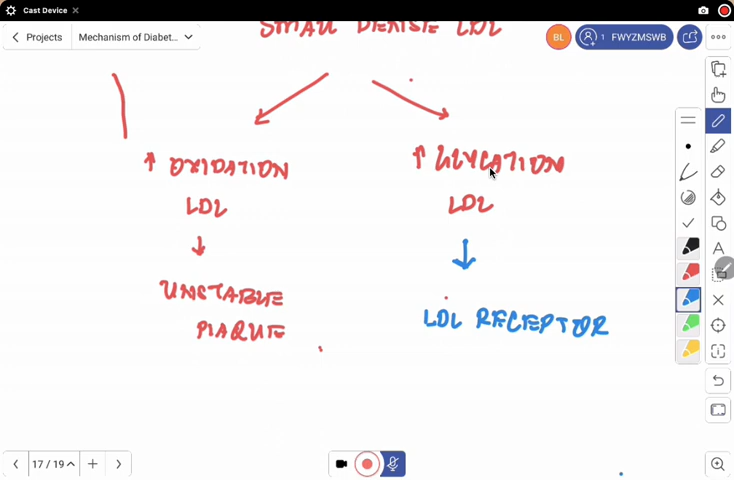 Cast Device
Projects
Mechanism of Diabet...
BL
1 FWYZMSWB
SMALL DENSE LDL
↑ OXIDATION
LDL
↓
UNSTABLE
PLAQUE
↑ GLYCATION
LDL
↓
LDL RECEPTOR
A
17 / 19